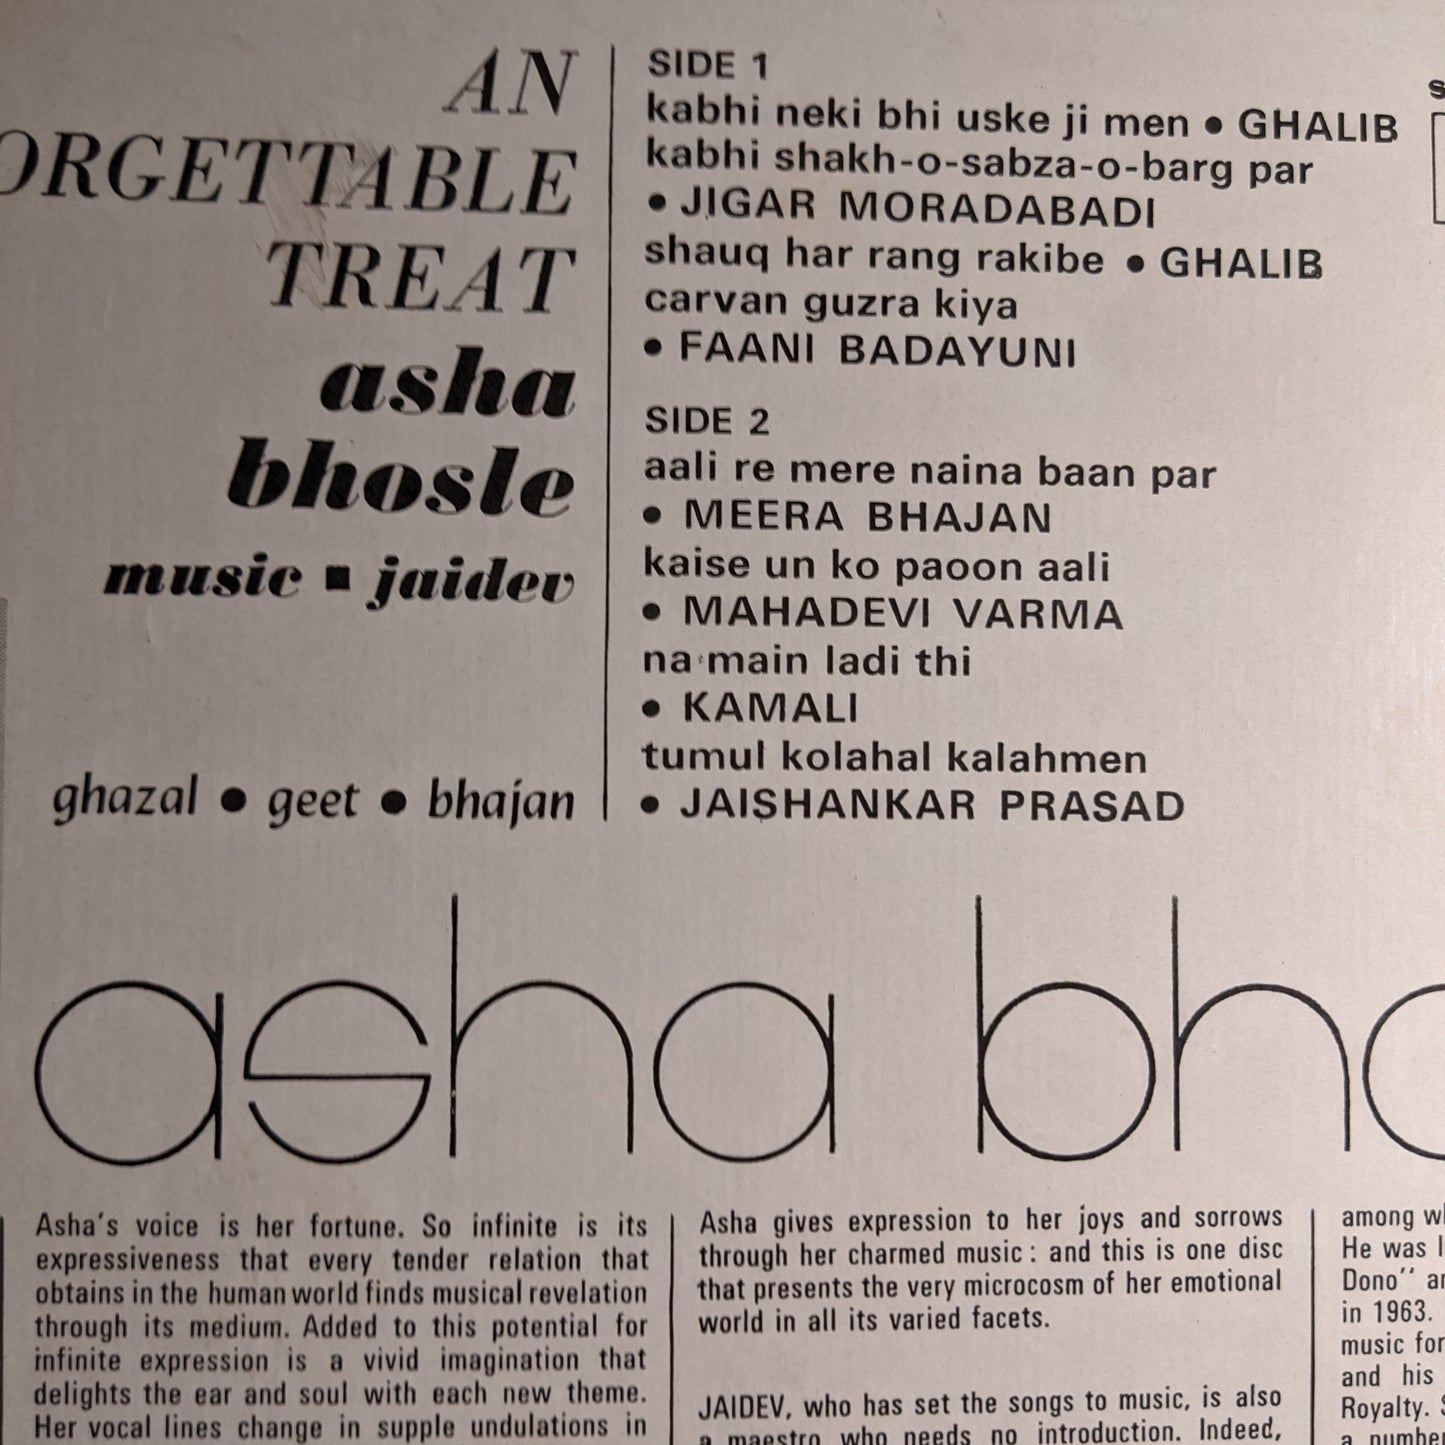 AN
ORGETTABLE
TREAT
asha
bhosle
music ▪ jaidev
ghazal ● geet ● bhajan
SIDE 1
kabhi neki bhi uske ji men ● GHALIB
kabhi shakh-o-sabza-o-barg par
● JIGAR MORADABADI
shauq har rang rakibe ● GHALIB
carvan guzra kiya
● FAANI BADAYUNI
SIDE 2
aali re mere naina baan par
● MEERA BHAJAN
kaise un ko paoon aali
● MAHADEVI VARMA
na main ladi thi
● KAMALI
tumul kolahal kalahmen
● JAISHANKAR PRASAD
asha bh
Asha's voice is her fortune. So infinite is its
expressiveness that every tender relation that
obtains in the human world finds musical revelation
through its medium. Added to this potential for
infinite expression is a vivid imagination that
delights the ear and soul with each new theme.
Her vocal lines change in supple undulations in
Asha gives expression to her joys and sorrows
through her charmed music : and this is one disc
that presents the very microcosm of her emotional
world in all its varied facets.
JAIDEV, who has set the songs to music, is also
a maestro who needs no introduction. Indeed,
among
He was
Dono''
in 1963.
music for
and his
Royalty.
a number